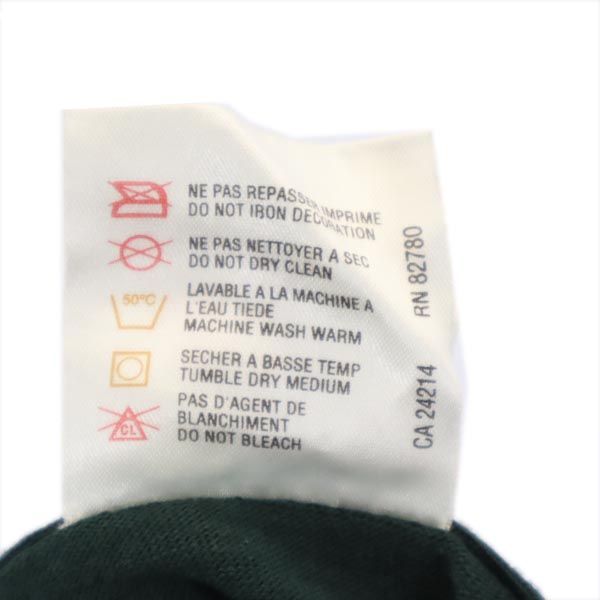 NE PAS REPASSER IMPRIME
DO NOT IRON DECORATION
NE PAS NETTOYER A SEC
DO NOT DRY CLEAN
50°C
LAVABLE A LA MACHINE A
L'EAU TIEDE
MACHINE WASH WARM
SECHER A BASSE TEMP
TUMBLE DRY MEDIUM
CL
PAS D'AGENT DE
BLANCHIMENT
DO NOT BLEACH
CA 24214 RN 82780